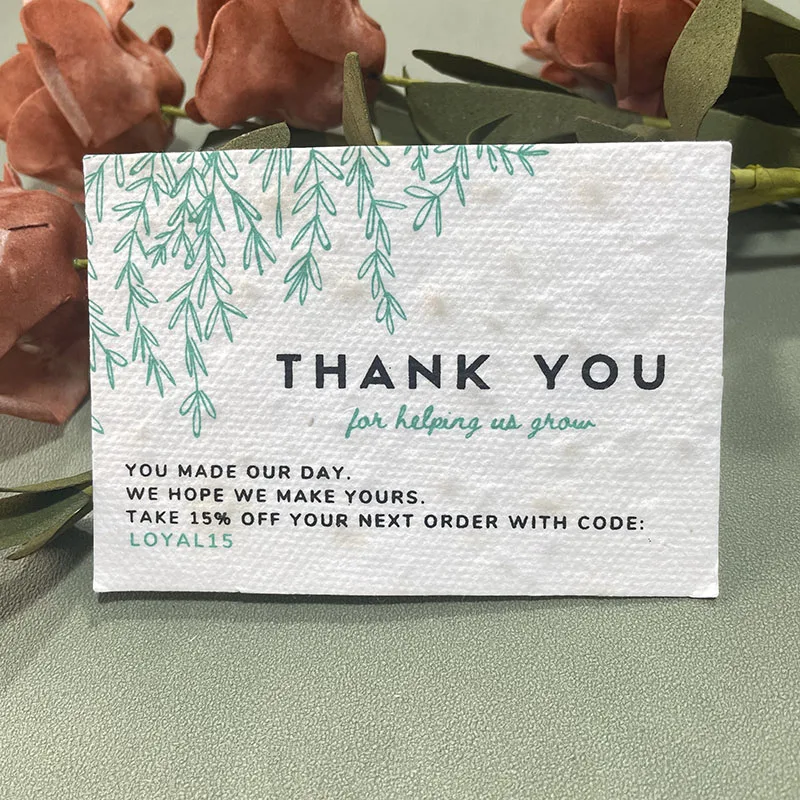 THANK YOU
for helping us grow
YOU MADE OUR DAY.
WE HOPE WE MAKE YOURS.
TAKE 15% OFF YOUR NEXT ORDER WITH CODE:
LOYAL15